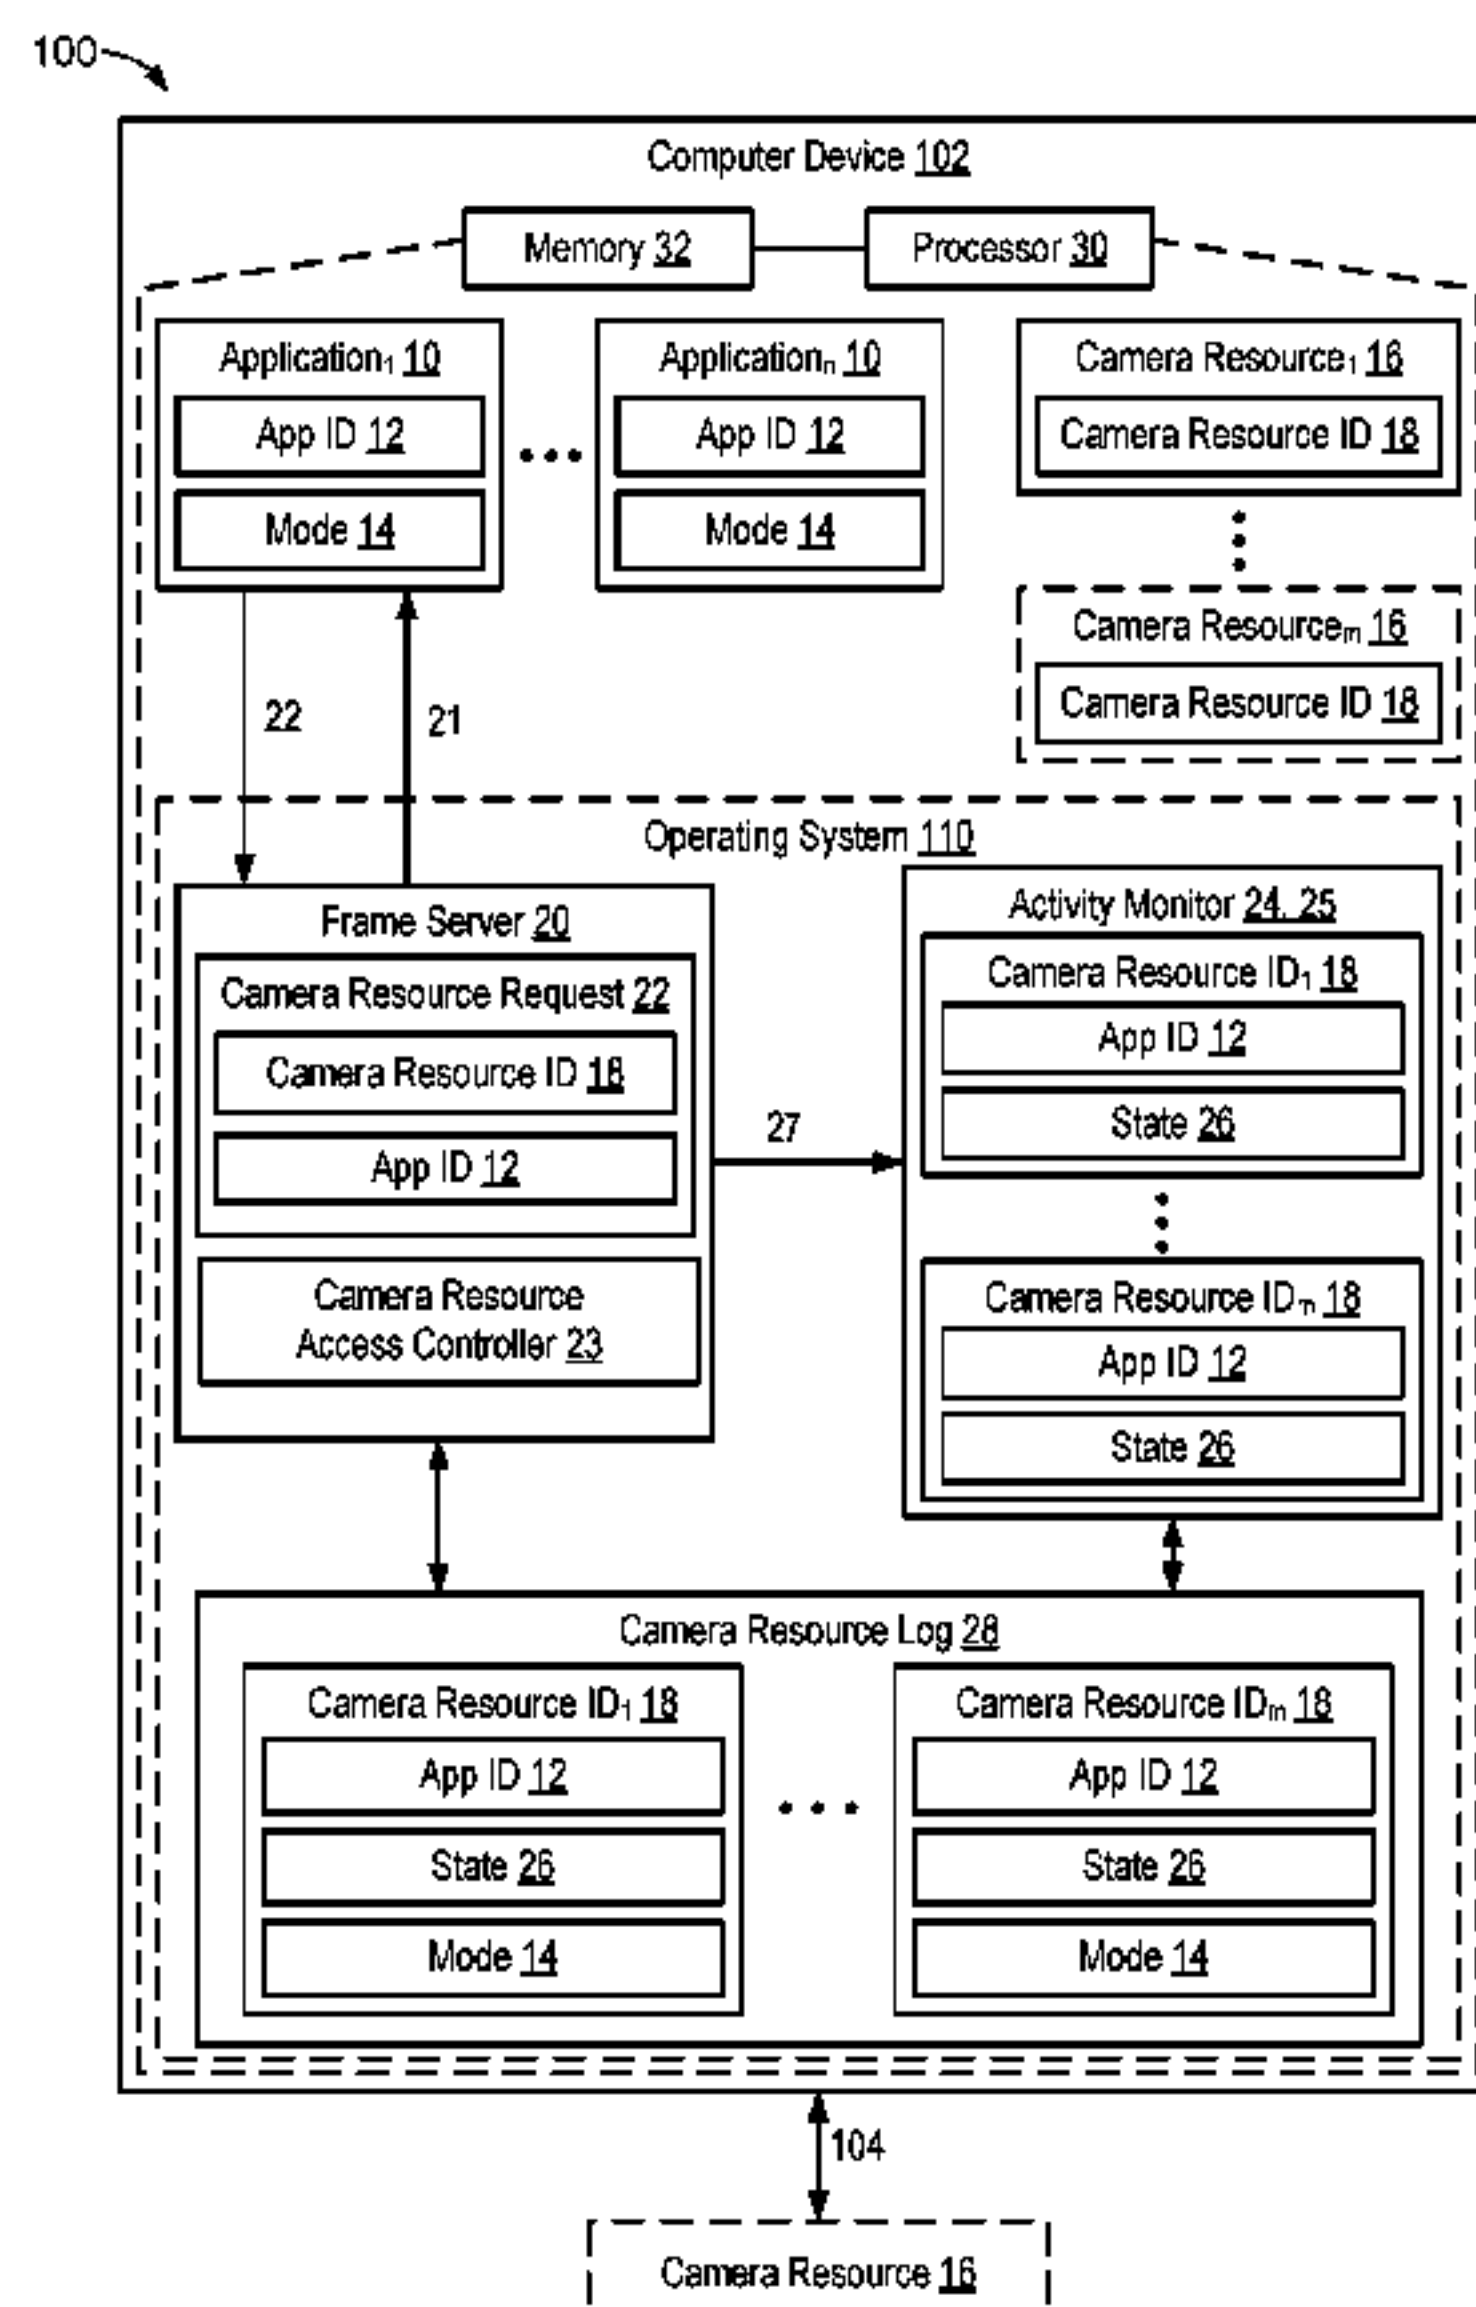 100
Computer Device 102
Memory 32
Processor 30
Application₁ 10
App ID 12
Mode 14
Applicationₙ 10
App ID 12
Mode 14
Camera Resource₁ 16
Camera Resource ID 18
Camera Resourceₘ 16
Camera Resource ID 18
22
21
Operating System 110
Frame Server 20
Camera Resource Request 22
Camera Resource ID 18
App ID 12
Camera Resource
Access Controller 23
27
Activity Monitor 24, 25
Camera Resource ID₁ 18
App ID 12
State 26
Camera Resource IDₘ 18
App ID 12
State 26
Camera Resource Log 28
Camera Resource ID₁ 18
App ID 12
State 26
Mode 14
Camera Resource IDₘ 18
App ID 12
State 26
Mode 14
104
Camera Resource 16